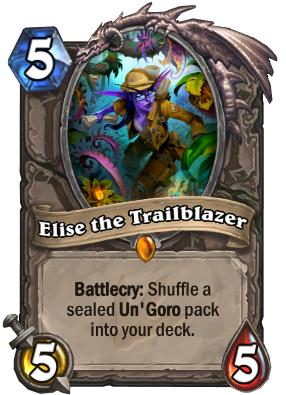 5
Elise the Trailblazer
Battlecry: Shuffle a
sealed Un'Goro pack
into your deck.
5
5